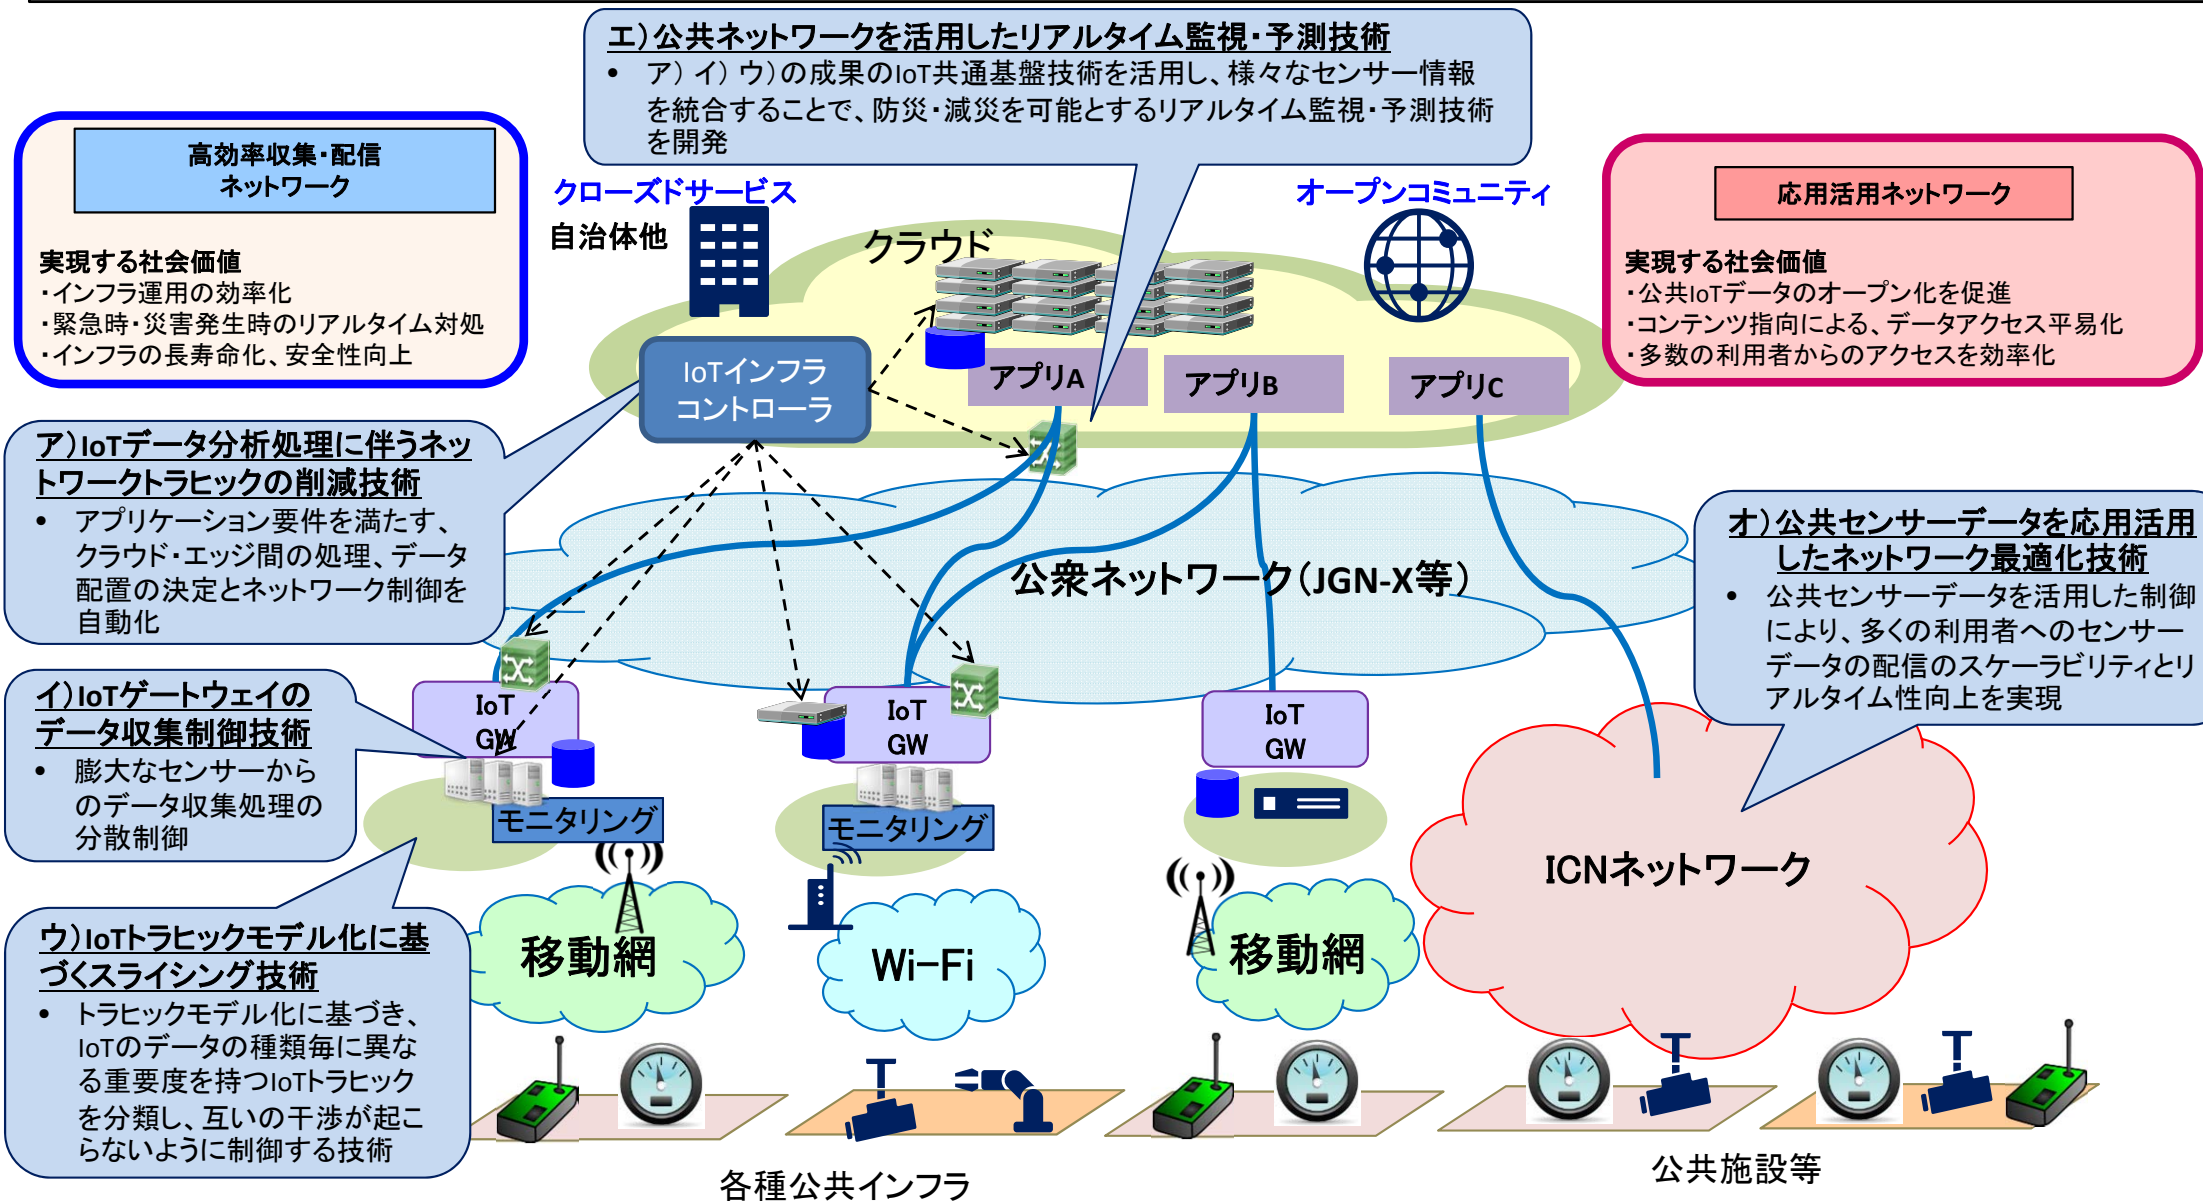 エ）公共ネットワークを活用したリアルタイム監視・予測技術
• ア）イ）ウ）の成果のIoT共通基盤技術を活用し、様々なセンサー情報
を統合することで、防災・減災を可能とするリアルタイム監視・予測技術
を開発
高効率収集・配信
ネットワーク
実現する社会価値
・インフラ運用の効率化
・緊急時・災害発生時のリアルタイム対処
・インフラの長寿命化、安全性向上
クローズドサービス
自治体他
クラウド
オープンコミュニティ
応用活用ネットワーク
実現する社会価値
・公共IoTデータのオープン化を促進
・コンテンツ指向による、データアクセス平易化
・多数の利用者からのアクセスを効率化
IoTインフラ
コントローラ
アプリA
アプリB
アプリC
ア）IoTデータ分析処理に伴うネッ
トワークトラヒックの削減技術
• アプリケーション要件を満たす、
クラウド・エッジ間の処理、データ
配置の決定とネットワーク制御を
自動化
公衆ネットワーク（JGN-X等）
オ）公共センサーデータを応用活用
したネットワーク最適化技術
• 公共センサーデータを活用した制御
により、多くの利用者へのセンサー
データの配信のスケーラビリティとリ
アルタイム性向上を実現
イ）IoTゲートウェイの
データ収集制御技術
• 膨大なセンサーから
のデータ収集処理の
分散制御
IoT
GW
IoT
GW
IoT
GW
モニタリング
モニタリング
ICNネットワーク
ウ）IoTトラヒックモデル化に基
づくスライシング技術
• トラヒックモデル化に基づき、
IoTのデータの種類毎に異な
る重要度を持つIoTトラヒック
を分類し、互いの干渉が起こ
らないように制御する技術
移動網
Wi-Fi
移動網
各種公共インフラ
公共施設等